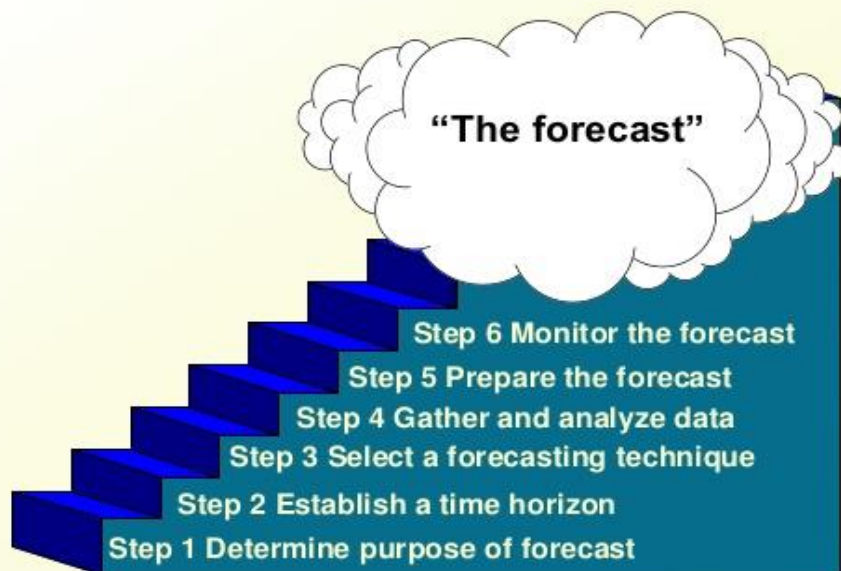 “The forecast”
Step 6 Monitor the forecast
Step 5 Prepare the forecast
Step 4 Gather and analyze data
Step 3 Select a forecasting technique
Step 2 Establish a time horizon
Step 1 Determine purpose of forecast